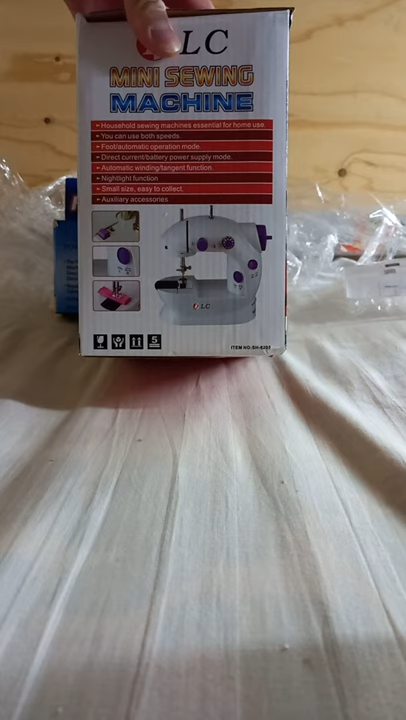 LC
MINI SEWING
MACHINE
Household sewing machines essential for home use.
You can use both speeds.
Foot/automatic operation mode.
Direct current/battery power supply mode.
Automatic winding/tangent function.
Nightlight function
Small size, easy to collect.
Auxiliary accessories
LC
5
ITEM NO:SH-K202